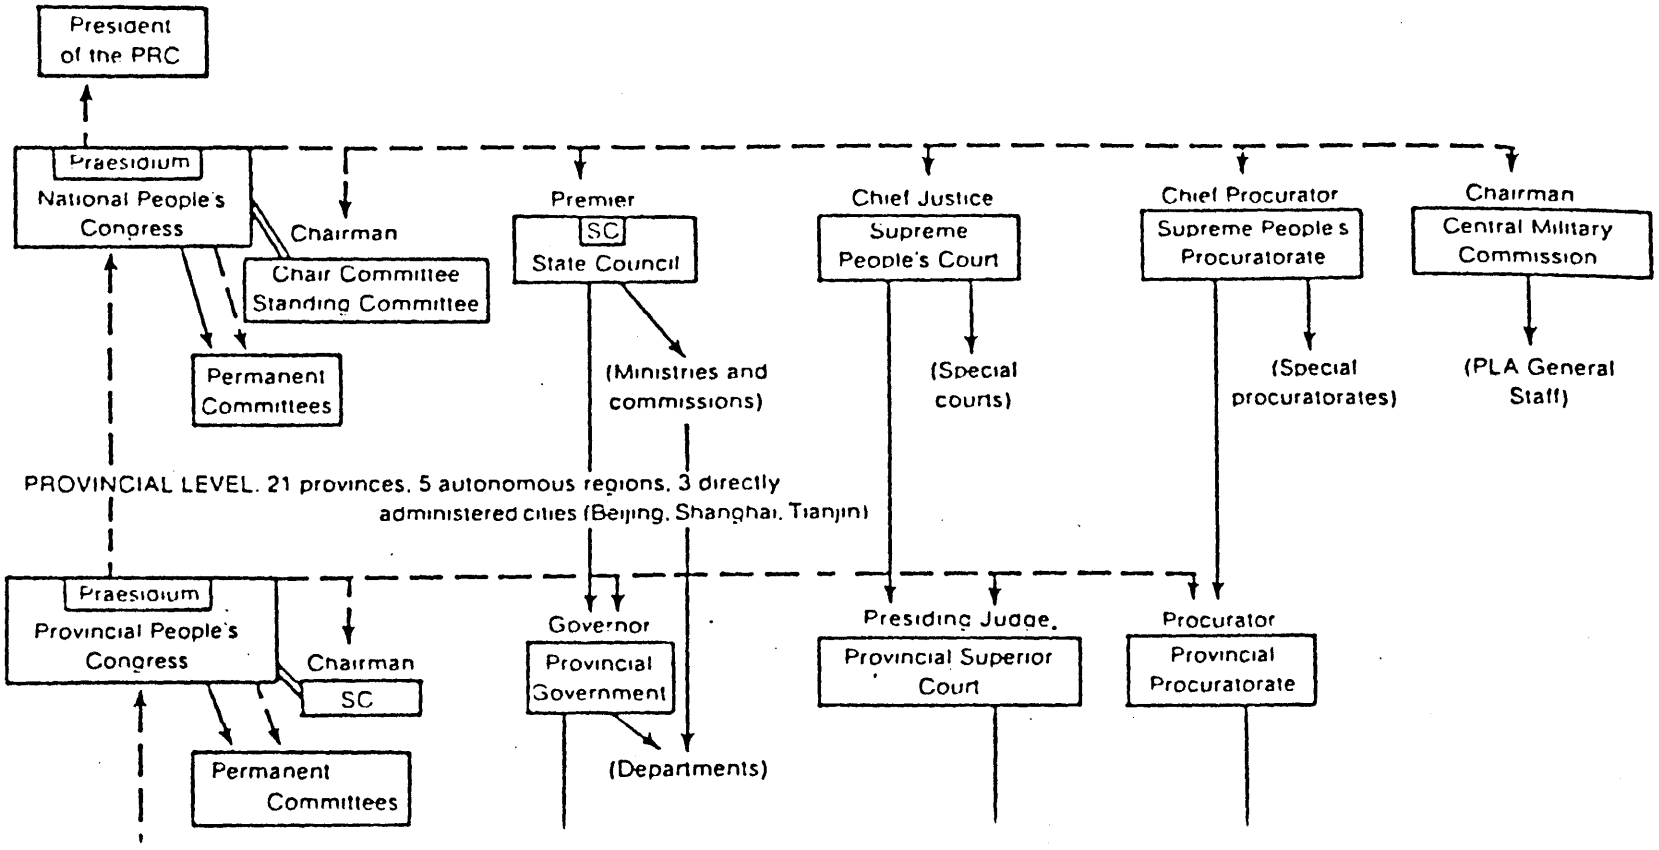 President
of the PRC
Praesidium
National People's
Congress
Chairman
Chair Committee
Standing Committee
Permanent
Committees
Premier
SC
State Council
(Ministries and
commissions)
Chief Justice
Supreme
People's Court
(Special
courts)
Chief Procurator
Supreme People's
Procuratorate
(Special
procuratorates)
Chairman
Central Military
Commission
(PLA General
Staff)
PROVINCIAL LEVEL. 21 provinces, 5 autonomous regions, 3 directly
administered cities (Beijing, Shanghai, Tianjin)
Praesidium
Provincial People's
Congress
Chairman
SC
Permanent
Committees
Governor
Provincial
Government
(Departments)
Presiding Judge.
Provincial Superior
Court
Procurator
Provincial
Procuratorate